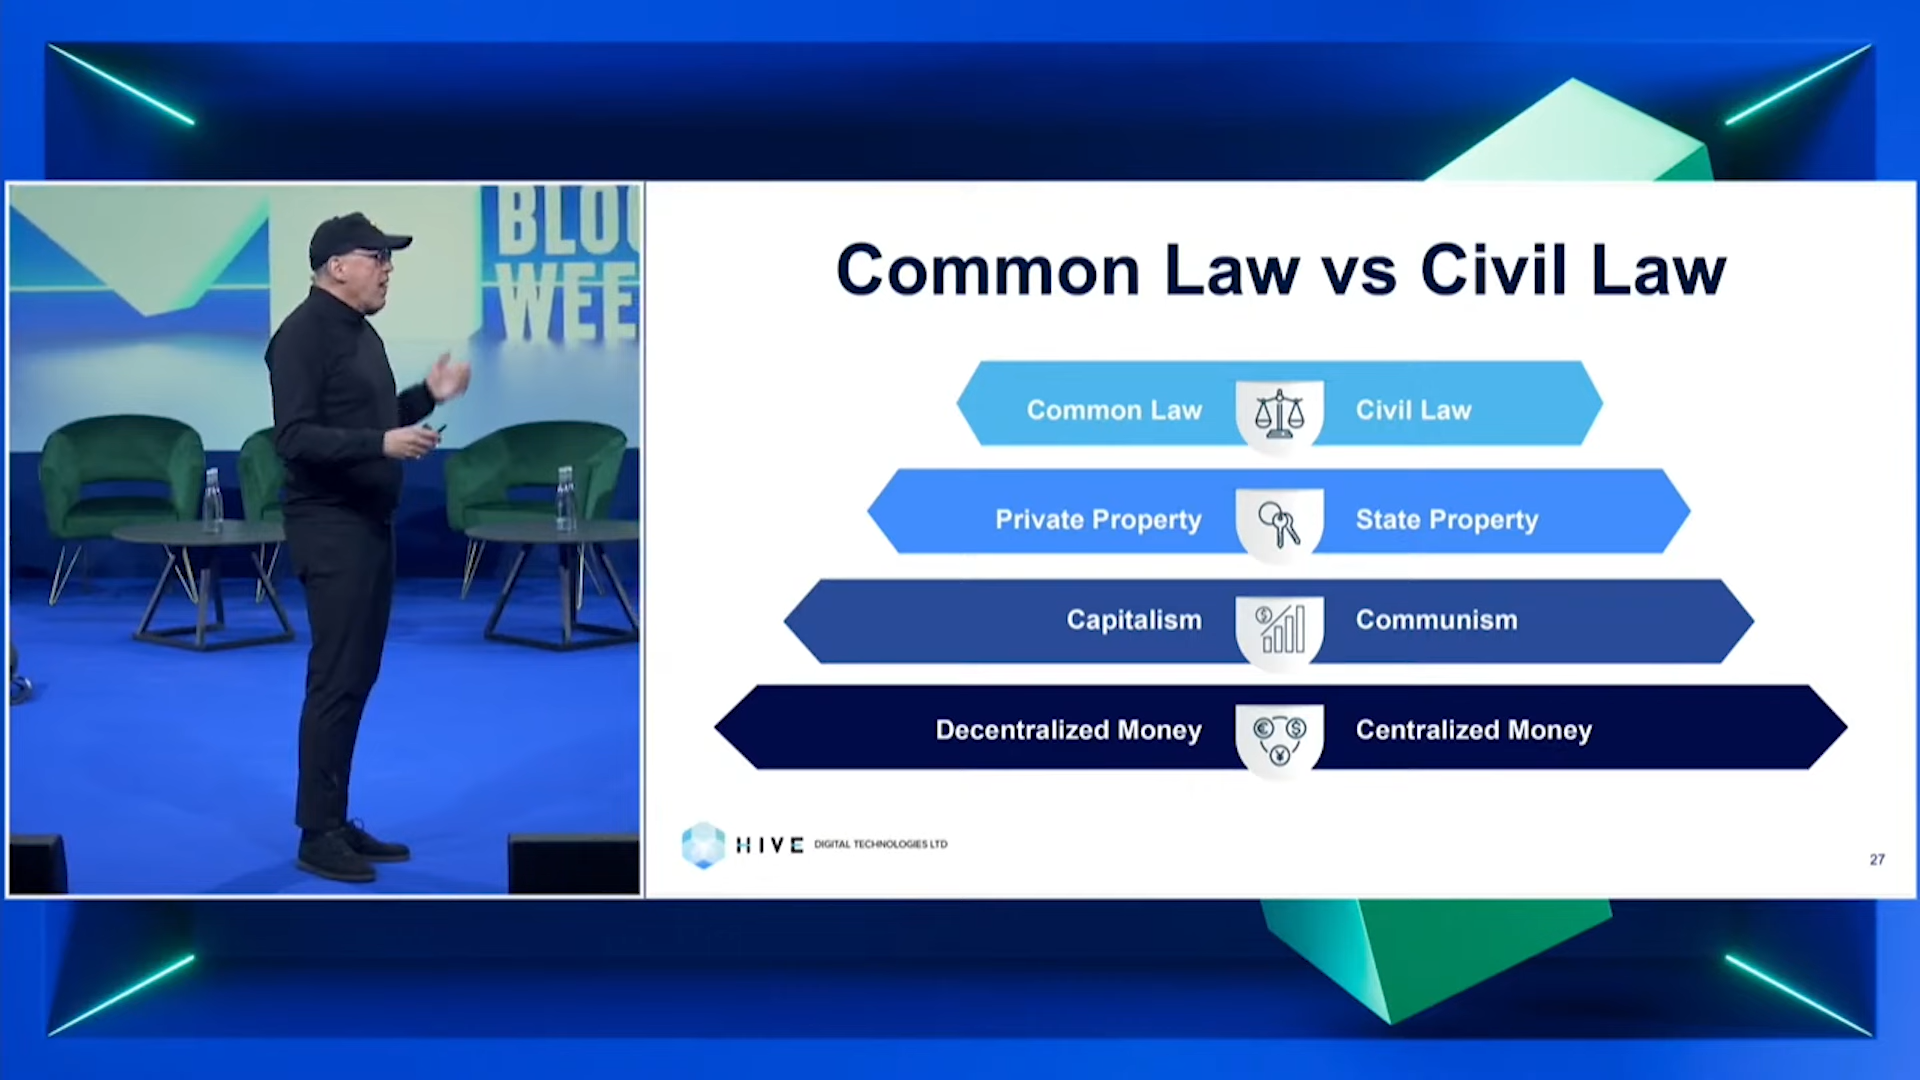 BLOC
WEE
Common Law vs Civil Law
Common Law Civil Law
Private Property State Property
Capitalism Communism
Decentralized Money Centralized Money
HIVE DIGITAL TECHNOLOGIES LTD
27